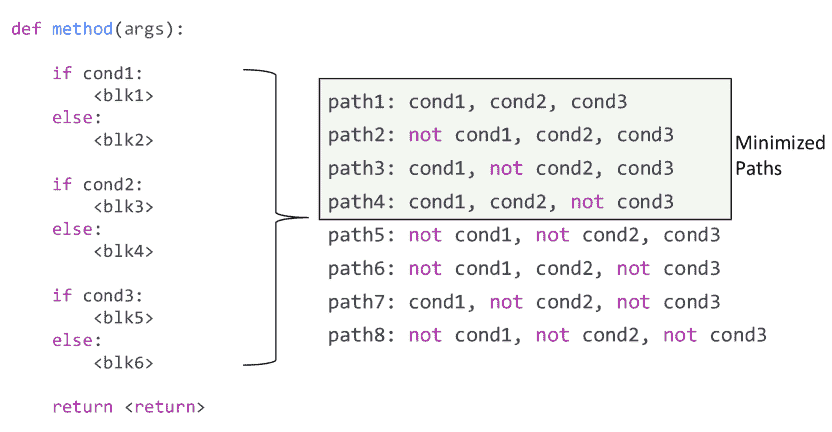 def method(args):
if cond1:
<blk1>
else:
<blk2>
if cond2:
<blk3>
else:
<blk4>
if cond3:
<blk5>
else:
<blk6>
return <return>
path1: cond1, cond2, cond3
path2: not cond1, cond2, cond3
path3: cond1, not cond2, cond3
path4: cond1, cond2, not cond3
path5: not cond1, not cond2, cond3
path6: not cond1, cond2, not cond3
path7: cond1, not cond2, not cond3
path8: not cond1, not cond2, not cond3
Minimized
Paths